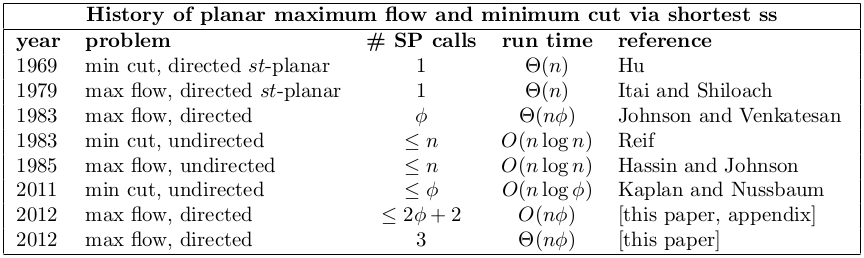 History of planar maximum flow and minimum cut via shortest ss
year problem # SP calls run time reference
1969 min cut, directed st-planar 1 Θ(n) Hu
1979 max flow, directed st-planar 1 Θ(n) Itai and Shiloach
1983 max flow, directed ϕ Θ(nϕ) Johnson and Venkatesan
1983 min cut, undirected ≤ n O(n log n) Reif
1985 max flow, undirected ≤ n O(n log n) Hassin and Johnson
2011 min cut, undirected ≤ ϕ O(n log ϕ) Kaplan and Nussbaum
2012 max flow, directed ≤ 2ϕ + 2 O(nϕ) [this paper, appendix]
2012 max flow, directed 3 Θ(nϕ) [this paper]